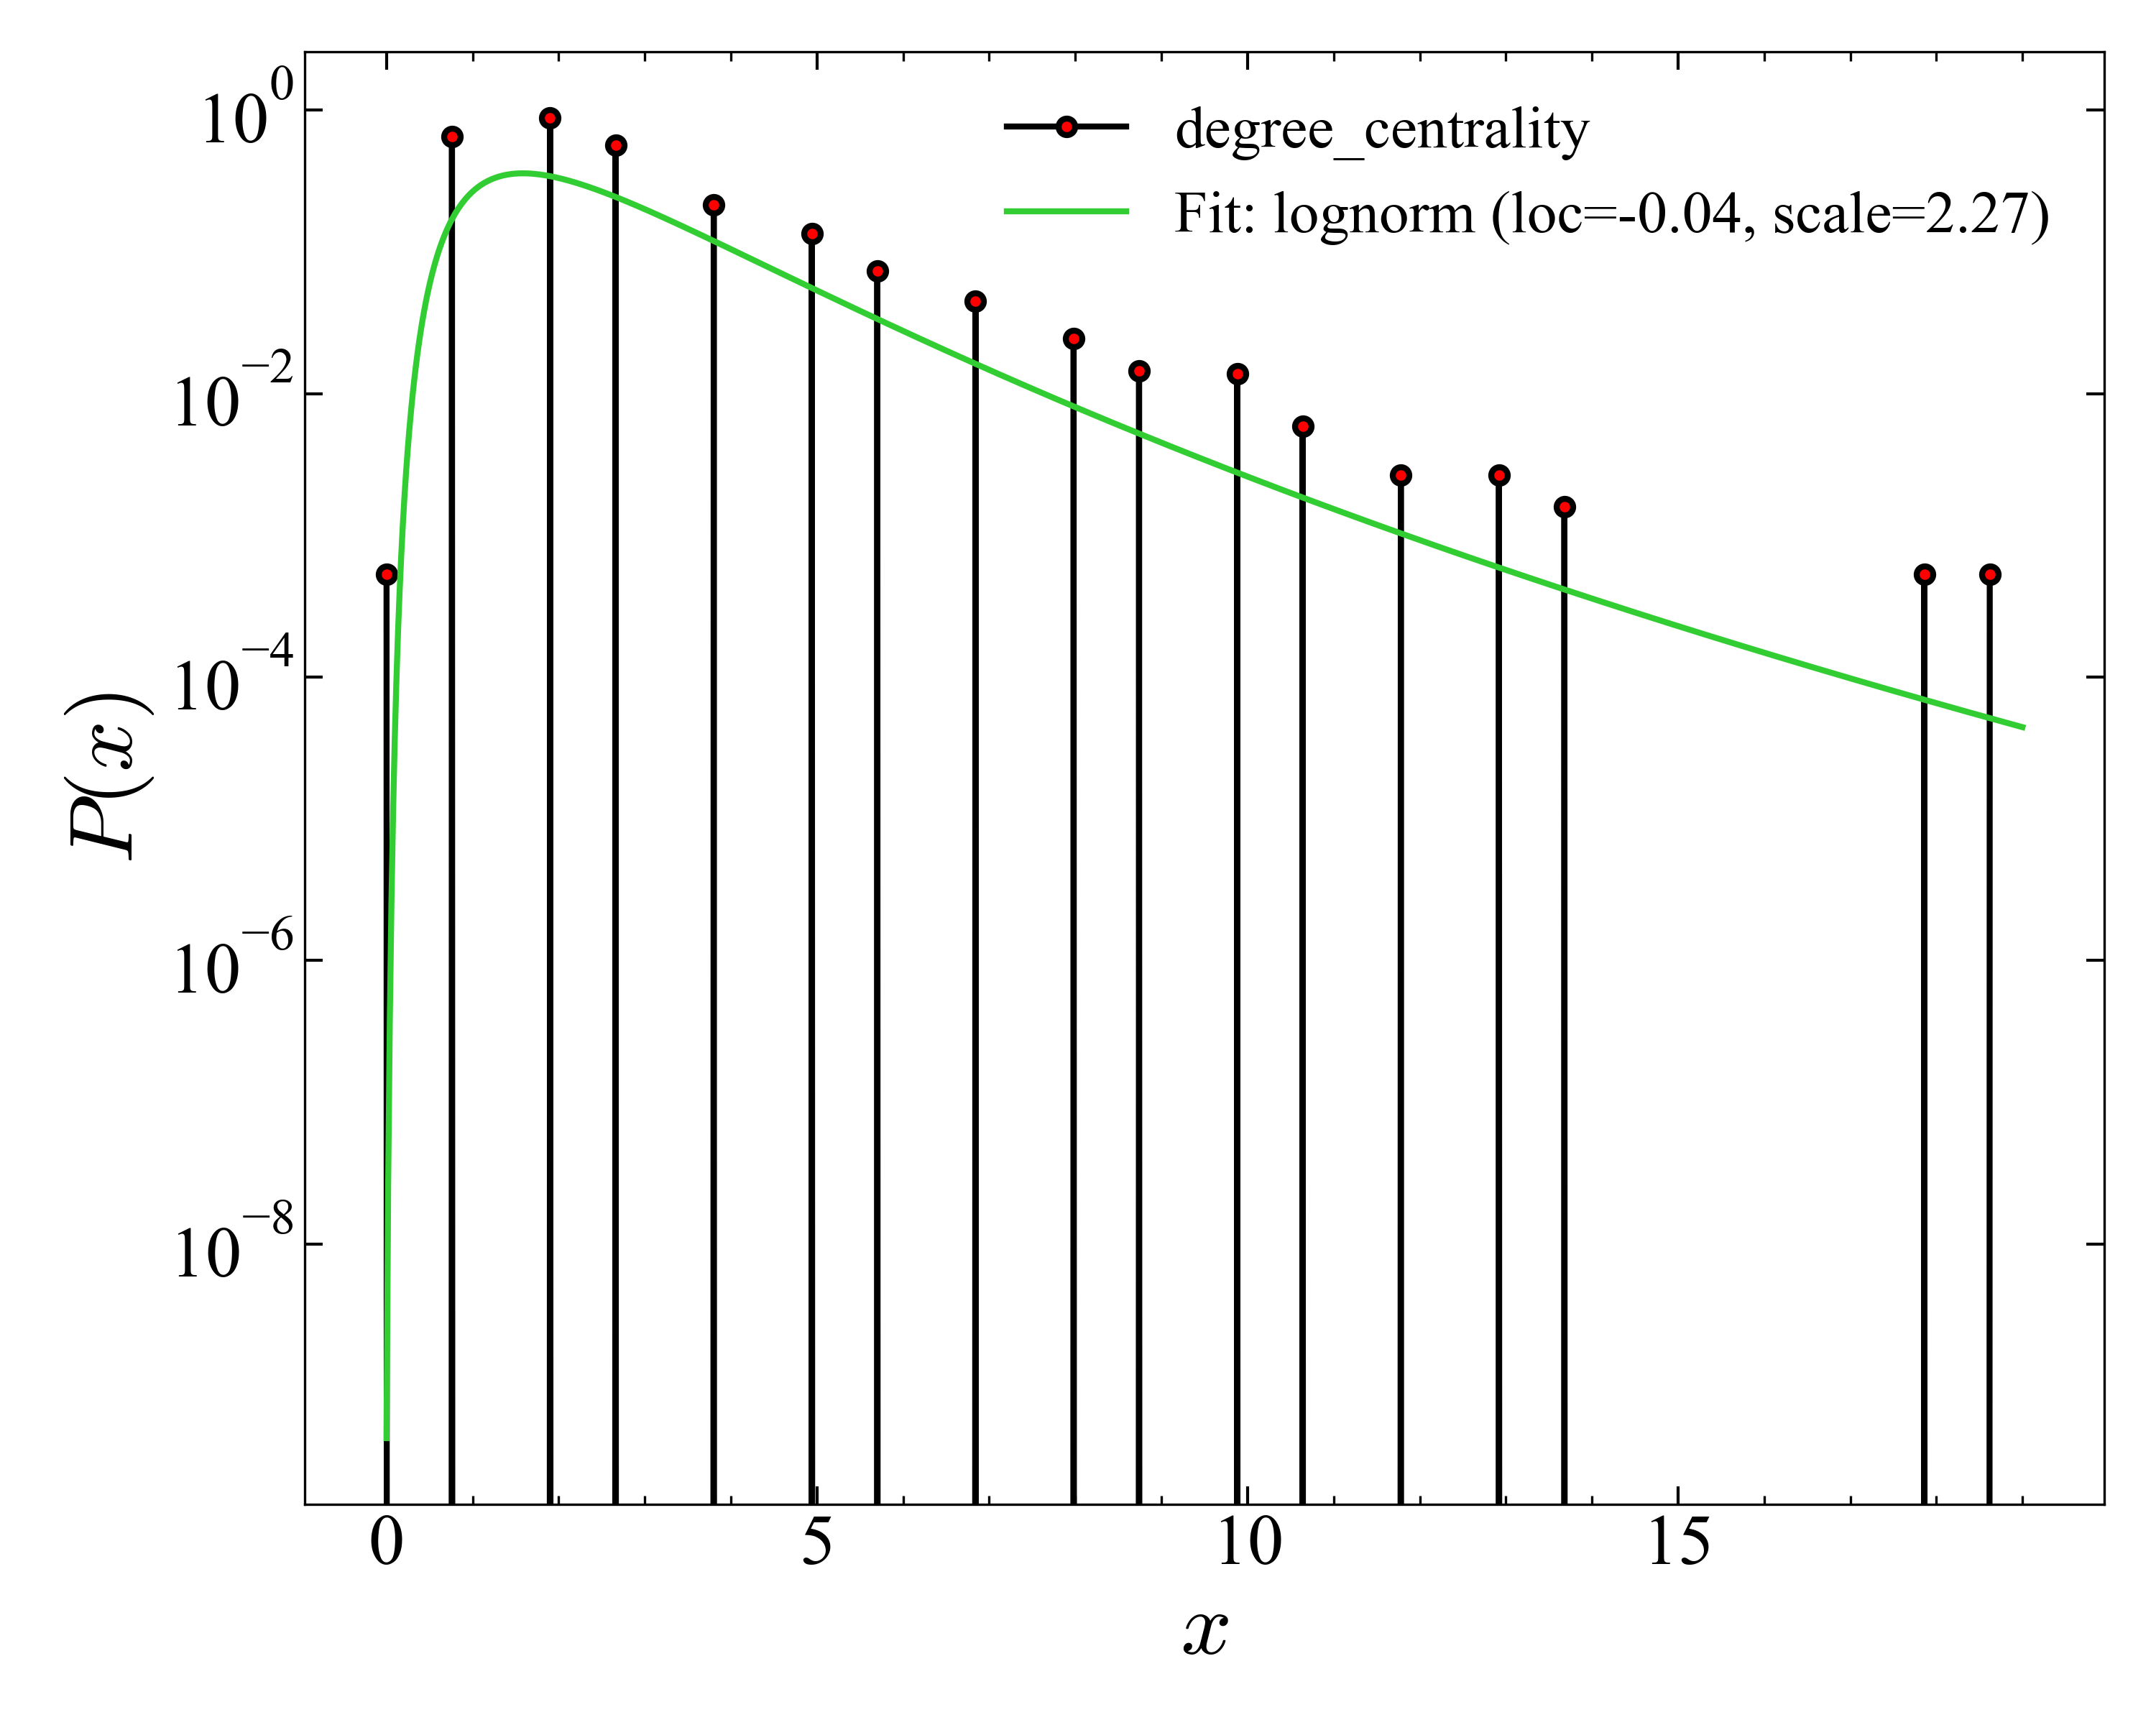 10^0
10^−2
10^−4
10^−6
10^−8
P(x)
degree_centrality
Fit: lognorm (loc=-0.04, scale=2.27)
0 5 10 15
x